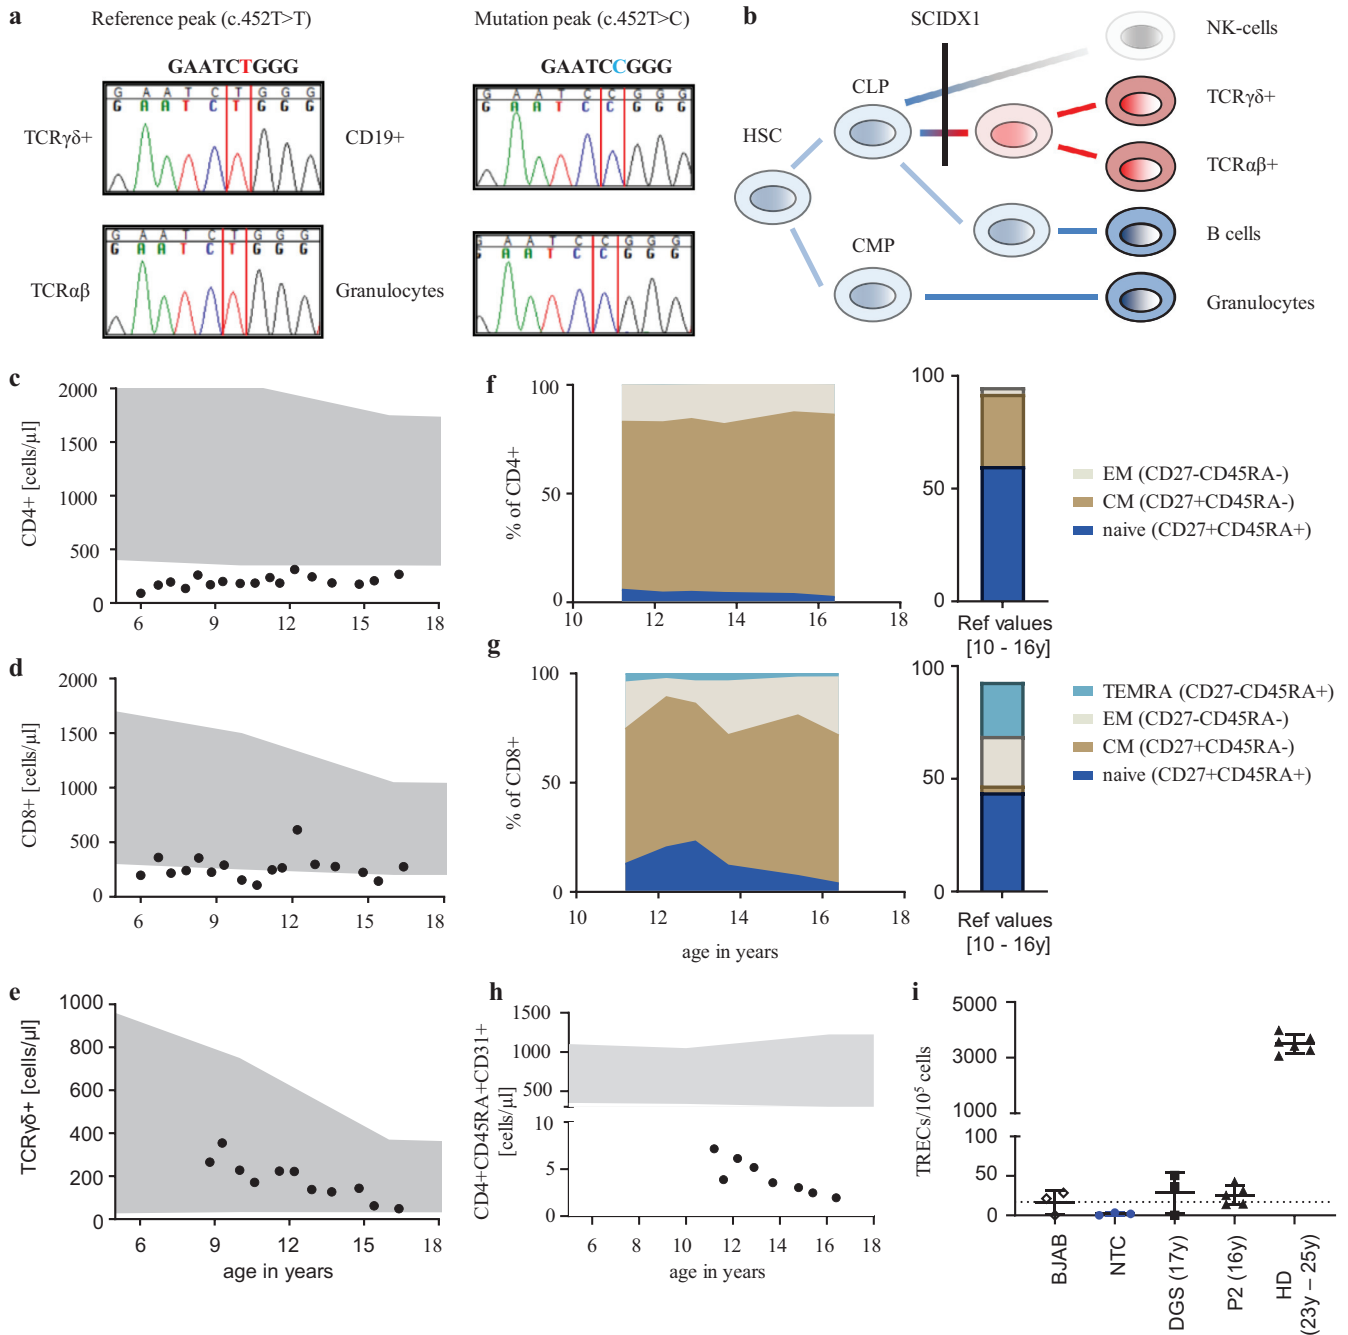 a
Reference peak (c.452T>T)
Mutation peak (c.452T>C)
GAATCTGGG
GAATCCGGG
G A A T C T G G G
G A A T C T G G G
G A A T C C G G G
G A A T C C G G G
TCRγδ+
CD19+
G A A T C T G G G
G A A T C T G G G
G A A T C C G G G
G A A T C C G G G
TCRαβ
Granulocytes
b
SCIDX1
NK-cells
CLP
TCRγδ+
HSC
TCRαβ+
B cells
CMP
Granulocytes
c
CD4+ [cells/µl]
2000
1500
1000
500
0
6 9 12 15 18
d
CD8+ [cells/µl]
2000
1500
1000
500
0
6 9 12 15 18
e
TCRγδ+ [cells/µl]
1000
800
600
400
200
0
6 9 12 15 18
age in years
f
% of CD4+
100
50
0
10 12 14 16 18
100
50
0
Ref values
[10 - 16y]
EM (CD27-CD45RA-)
CM (CD27+CD45RA-)
naive (CD27+CD45RA+)
g
% of CD8+
100
50
0
10 12 14 16 18
age in years
100
50
0
Ref values
[10 - 16y]
TEMRA (CD27-CD45RA+)
EM (CD27-CD45RA-)
CM (CD27+CD45RA-)
naive (CD27+CD45RA+)
h
CD4+CD45RA+CD31+
[cells/µl]
1500
1000
500
10
5
0
6 8 10 12 14 16 18
age in years
i
TRECs/10⁵ cells
5000
3000
1000
100
50
0
BJAB
NTC
DGS (17y)
P2 (16y)
HD
(23y – 25y)